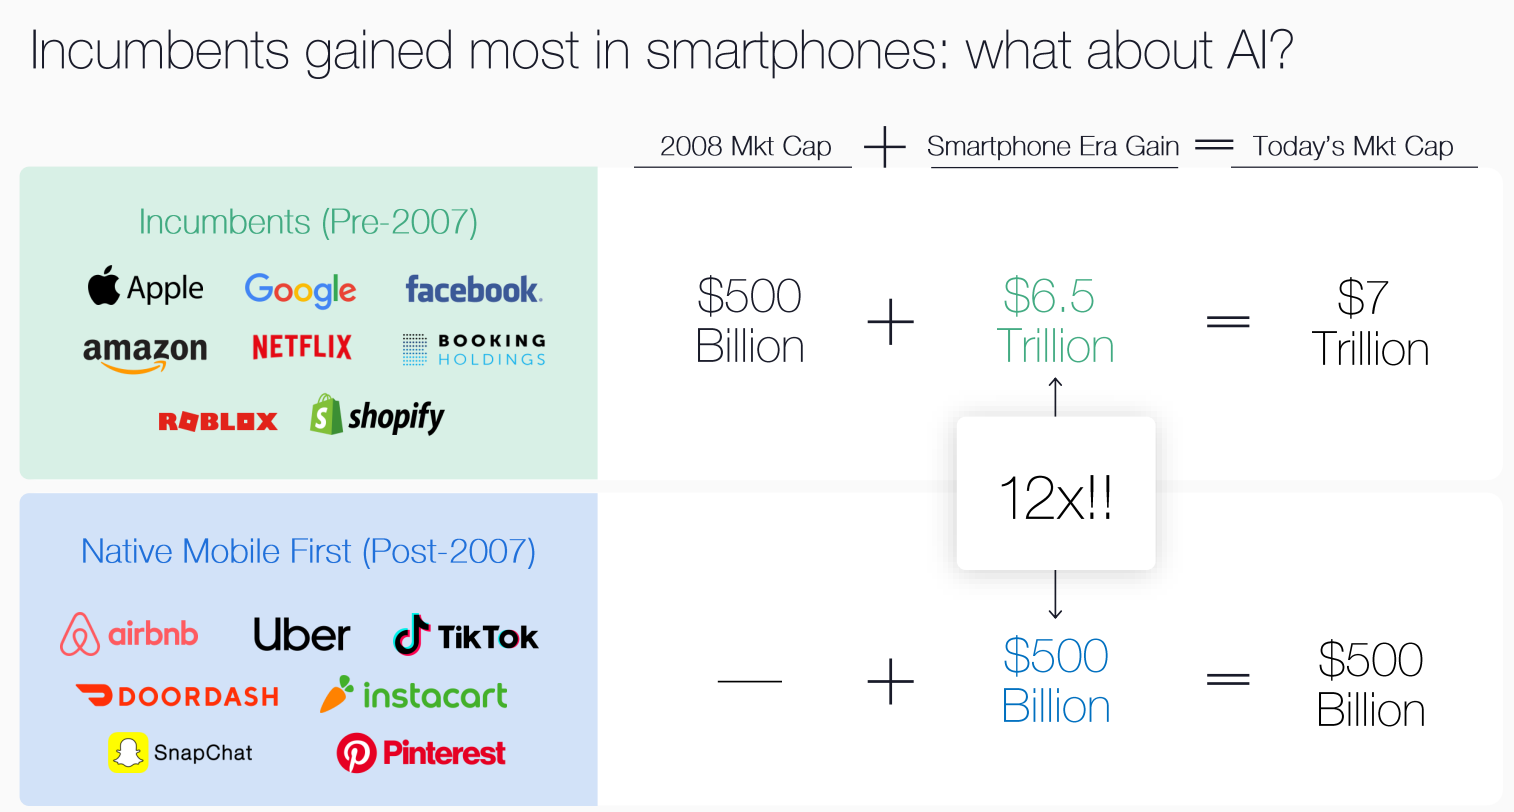 Incumbents gained most in smartphones: what about AI?
2008 Mkt Cap + Smartphone Era Gain = Today's Mkt Cap
Incumbents (Pre-2007)
Apple Google facebook.
amazon NETFLIX BOOKING
HOLDINGS
ROBLOX shopify
$500
Billion
+
$6.5
Trillion
=
$7
Trillion
12x!!
Native Mobile First (Post-2007)
airbnb Uber TikTok
DOORDASH instacart
SnapChat Pinterest
—
+
$500
Billion
=
$500
Billion